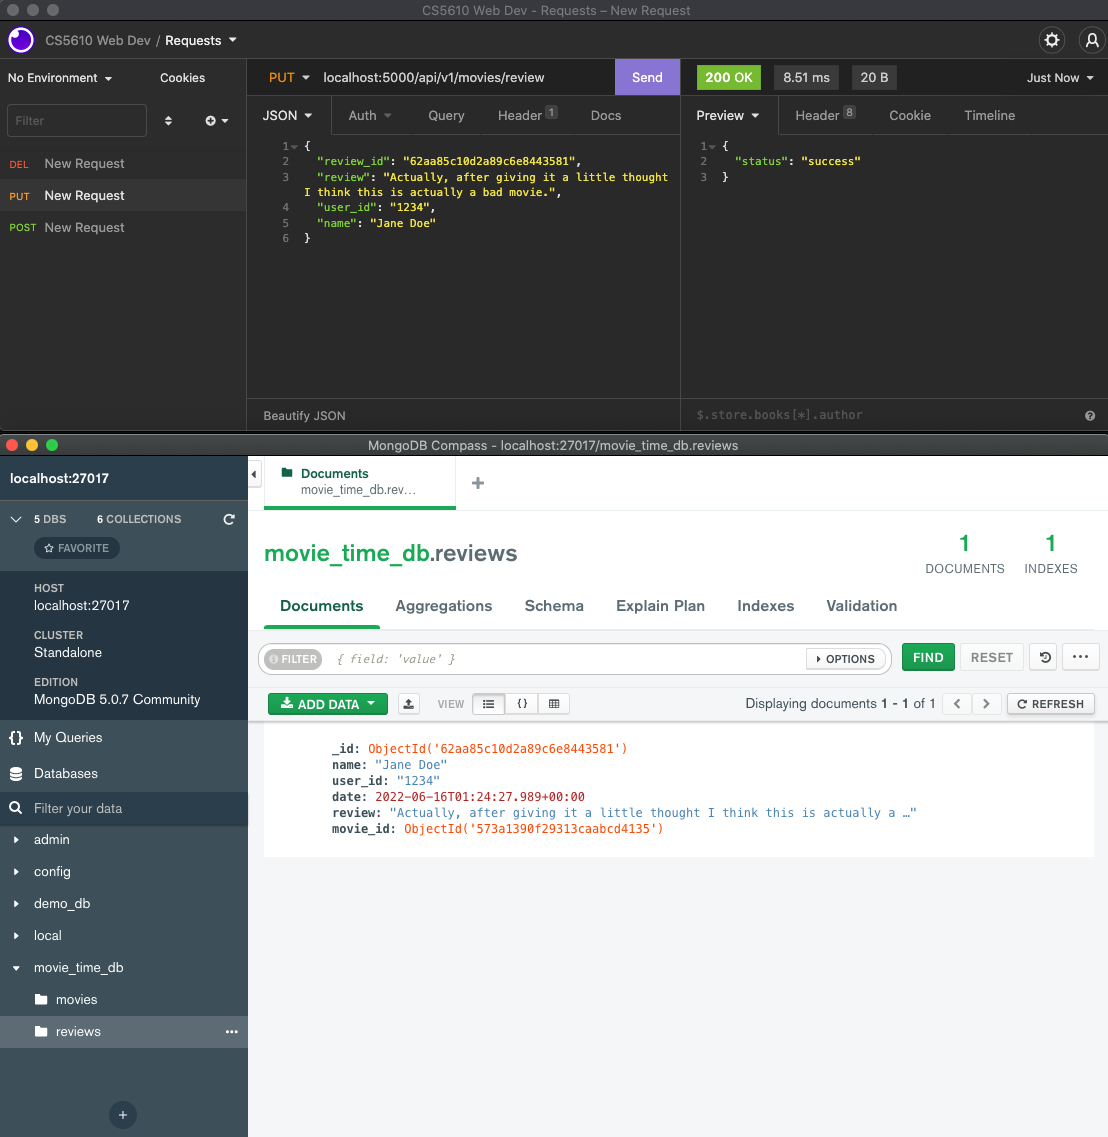 CS5610 Web Dev - Requests – New Request
CS5610 Web Dev / Requests
No Environment
Cookies
PUT localhost:5000/api/v1/movies/review
Send
200 OK
8.51 ms
20 B
Just Now
Filter
JSON
Auth
Query
Header 1
Docs
Preview
Header 8
Cookie
Timeline
DEL New Request
PUT New Request
POST New Request
1 {
2 "review_id": "62aa85c10d2a89c6e8443581",
3 "review": "Actually, after giving it a little thought
I think this is actually a bad movie.",
4 "user_id": "1234",
5 "name": "Jane Doe"
6 }
1 {
2 "status": "success"
3 }
Beautify JSON
$.store.books[*].author
MongoDB Compass - localhost:27017/movie_time_db.reviews
localhost:27017
5 DBS
6 COLLECTIONS
FAVORITE
HOST
localhost:27017
CLUSTER
Standalone
EDITION
MongoDB 5.0.7 Community
My Queries
Databases
Filter your data
admin
config
demo_db
local
movie_time_db
movies
reviews
Documents
movie_time_db.rev…
movie_time_db.reviews
1
DOCUMENTS
1
INDEXES
Documents
Aggregations
Schema
Explain Plan
Indexes
Validation
FILTER
{ field: 'value' }
OPTIONS
FIND
RESET
ADD DATA
VIEW
{}
Displaying documents 1 - 1 of 1
REFRESH
_id: ObjectId('62aa85c10d2a89c6e8443581')
name: "Jane Doe"
user_id: "1234"
date: 2022-06-16T01:24:27.989+00:00
review: "Actually, after giving it a little thought I think this is actually a …"
movie_id: ObjectId('573a1390f29313caabcd4135')